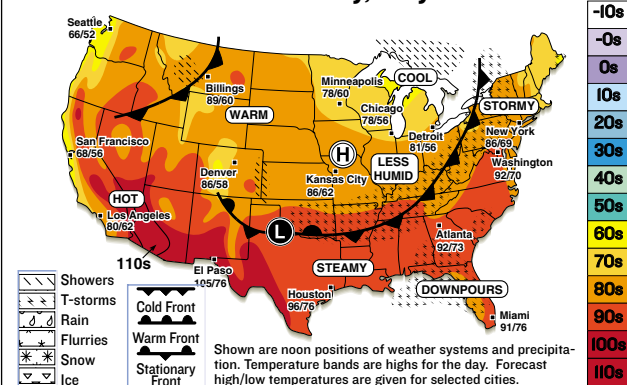 Seattle
66/52
Billings
89/60
Minneapolis
78/60
COOL
WARM
Chicago
78/56
STORMY
Detroit
81/56
New York
86/69
San Francisco
68/56
Denver
86/58
H
LESS
HUMID
Washington
92/70
Kansas City
86/62
HOT
Los Angeles
80/62
L
Atlanta
92/73
110s
El Paso
105/76
STEAMY
Houston
96/76
DOWNPOURS
Miami
91/76
Showers
T-storms
Rain
Flurries
Snow
Ice
Cold Front
Warm Front
Stationary
Front
Shown are noon positions of weather systems and precipita-
tion. Temperature bands are highs for the day. Forecast
high/low temperatures are given for selected cities.
-10s
-0s
0s
10s
20s
30s
40s
50s
60s
70s
80s
90s
100s
110s